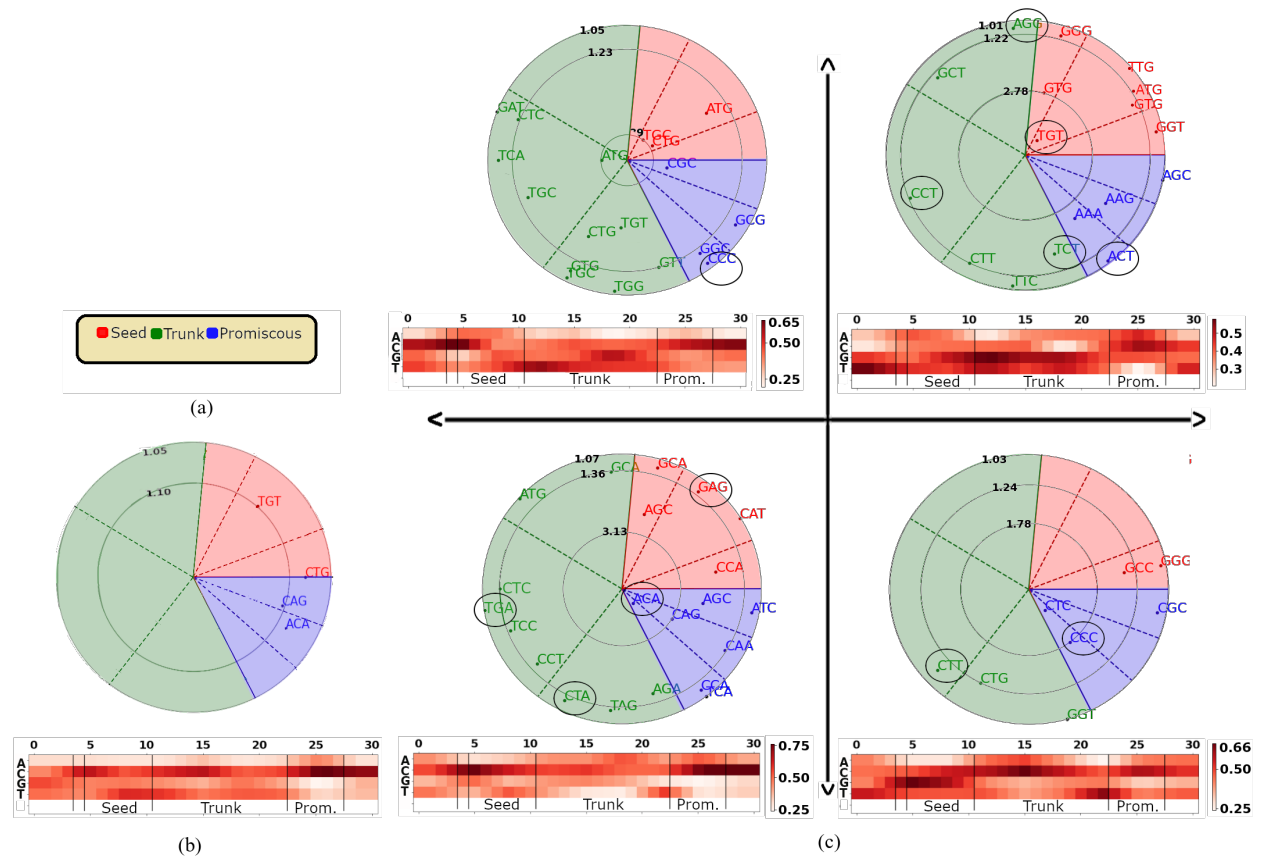 1.05
1.23
ATG
TGC
CTG
CGC
GCG
GGC
CCC
GAT
CTC
TCA
ATG
TGC
TGT
CTG
GTG
TGC
TGG
1.01
1.22
2.78
AGG
GGG
GCT
TTG
ATG
GTG
GTG
GGT
TGT
AGC
CCT
AAG
AAA
TCT
ACT
CTT
TTC
0 5 10 15 20 25 30
A
C
G
T
Seed Trunk Prom.
0.65
0.50
0.25
0 5 10 15 20 25 30
A
C
G
T
Seed Trunk Prom.
0.5
0.4
0.3
Seed Trunk Promiscous
(a)
1.05
1.10
TGT
CTG
CAG
ACA
0 5 10 15 20 25 30
A
C
G
T
Seed Trunk Prom.
(b)
1.07
1.36
3.13
GCA
GCA
GAG
ATG
AGC
CAT
CCA
CTC
TGA
TCC
ACA
AGC
ATC
CAG
CAA
CCT
GCA
TCA
AGA
CTA
TAG
0 5 10 15 20 25 30
A
C
G
T
Seed Trunk Prom.
0.75
0.50
0.25
1.03
1.24
1.78
GGG
GCC
CTC
CGC
CCC
CTT
CTG
GGT
0 5 10 15 20 25 30
A
C
G
T
Seed Trunk Prom.
0.66
0.50
0.25
(c)